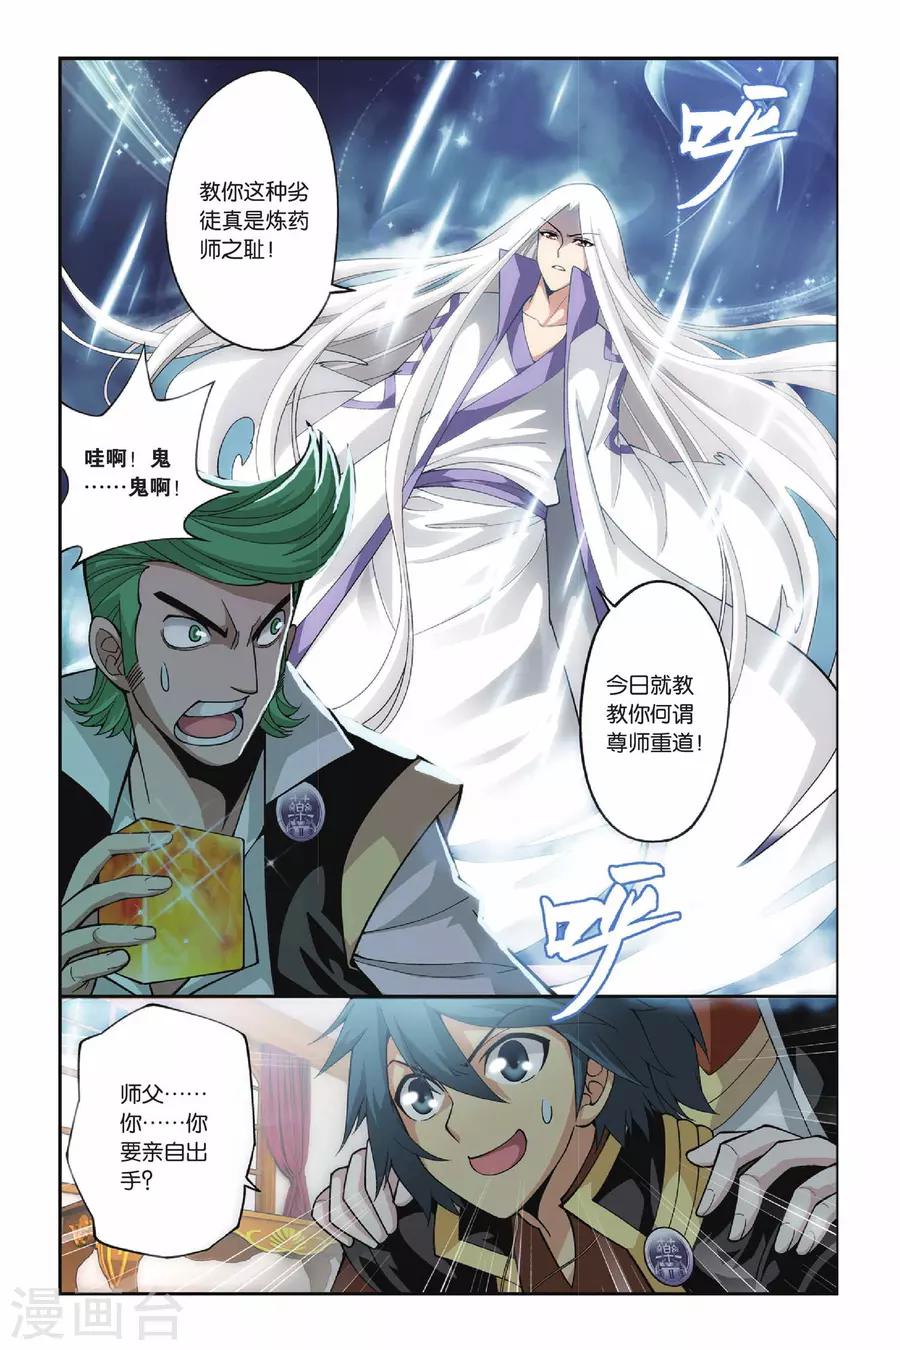 呼
教你这种劣
徒真是炼药
师之耻！
哇啊！鬼
……鬼啊！
今日就教
教你何谓
尊师重道！
藥
呼
师父……
你……你
要亲自出
手？
藥
漫画台